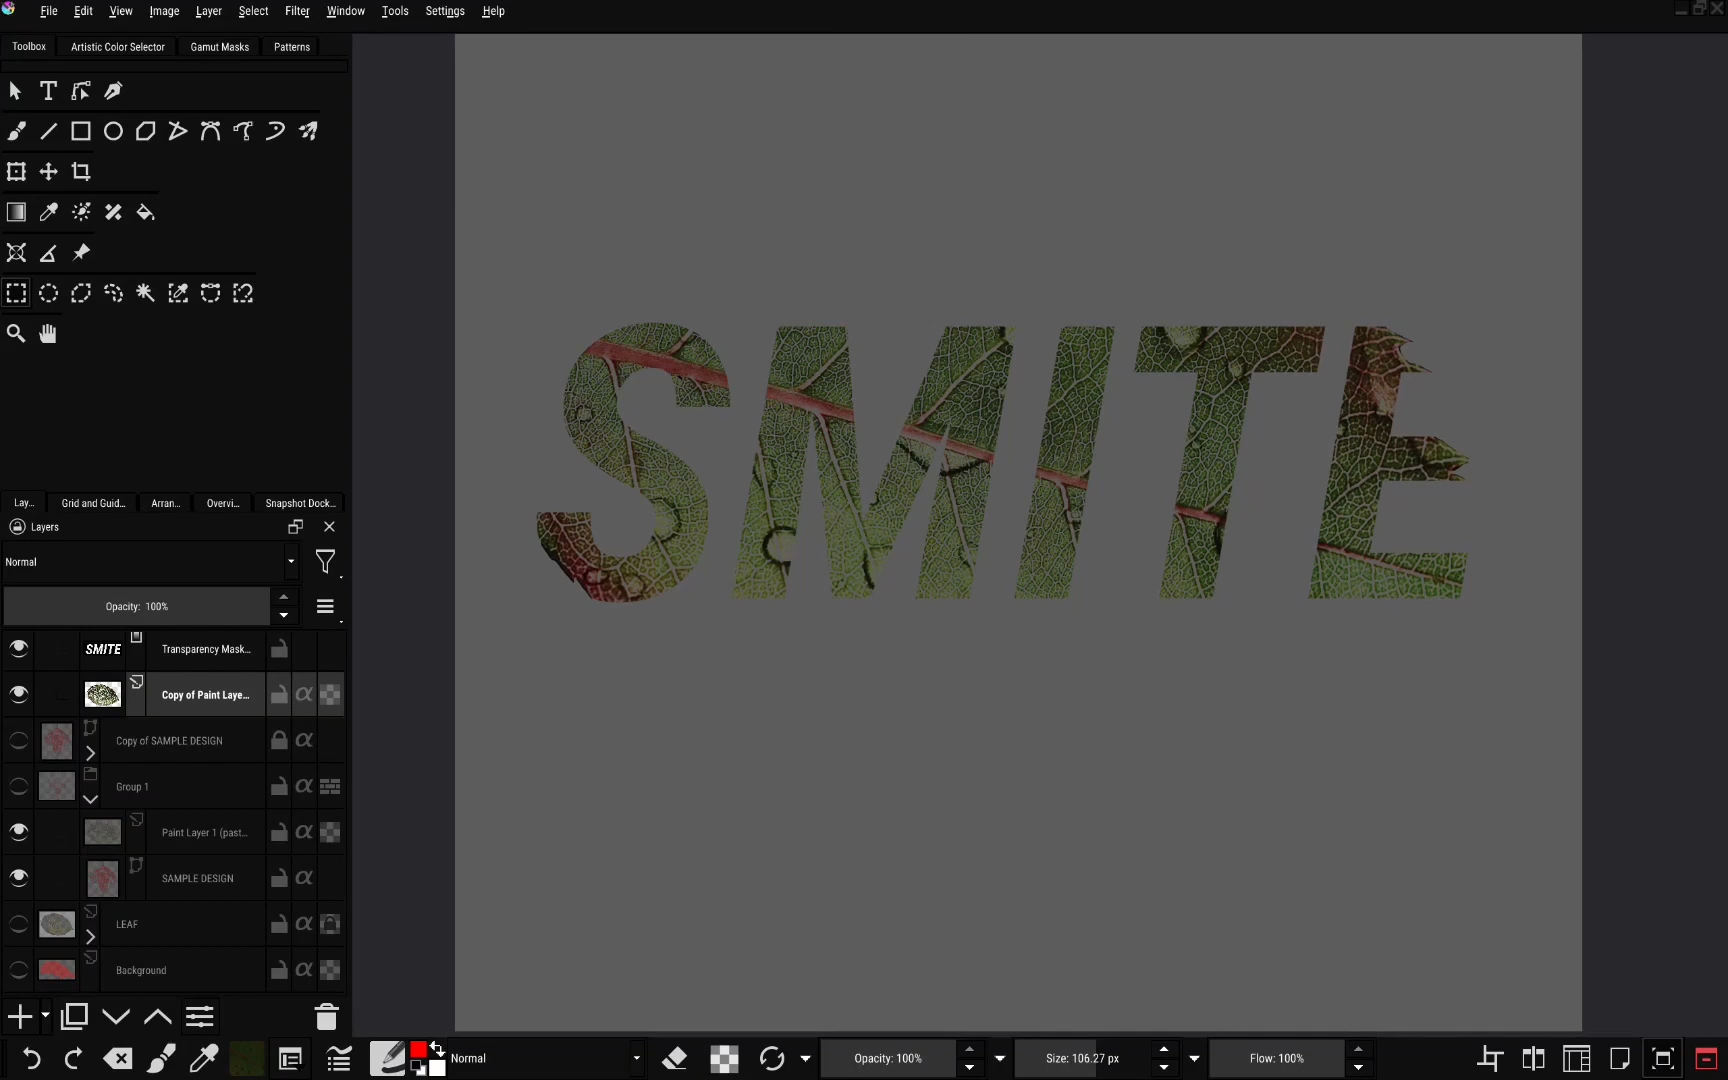 File Edit View Image Layer Select Filter Window Tools Settings Help
Toolbox Artistic Color Selector Gamut Masks Patterns
SMITE
Lay... Grid and Guid... Arran... Overvi... Snapshot Dock...
Layers
Normal
Opacity: 100%
SMITE Transparency Mask...
Copy of Paint Laye...
Copy of SAMPLE DESIGN
Group 1
Paint Layer 1 (past...
SAMPLE DESIGN
LEAF
Background
Normal Opacity: 100% Size: 106.27 px Flow: 100%